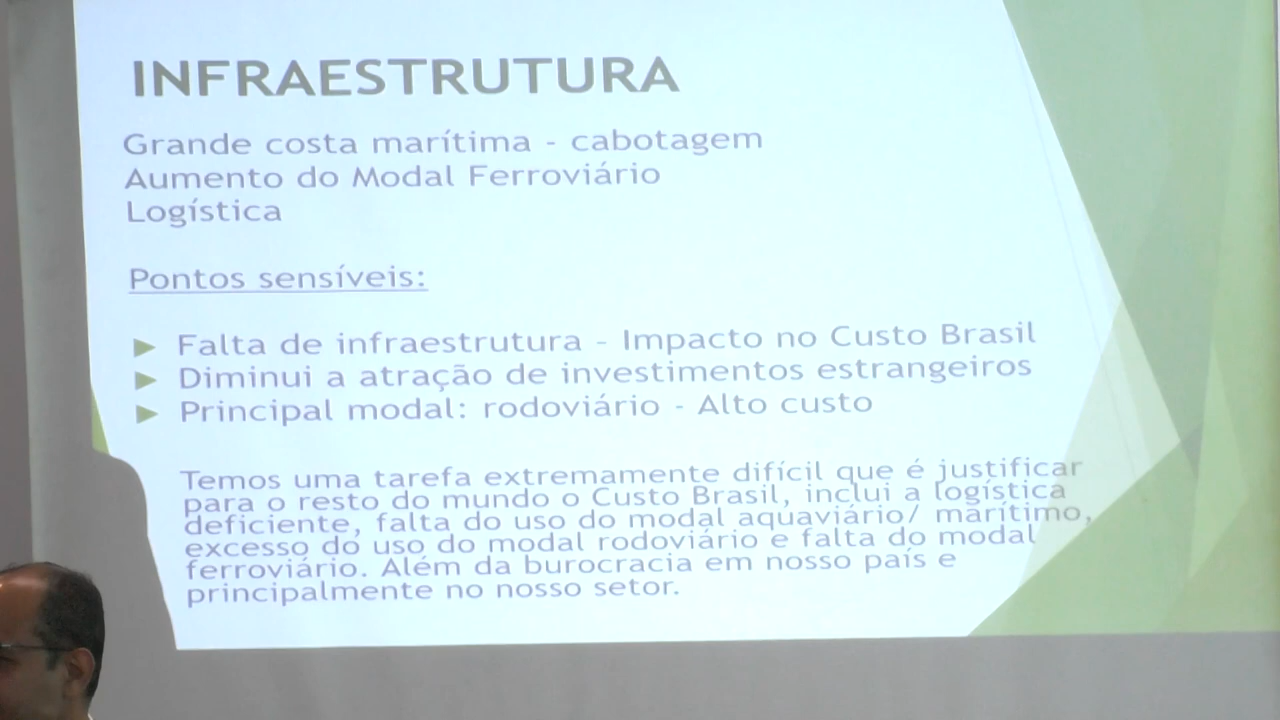 INFRAESTRUTURA
Grande costa marítima - cabotagem
Aumento do Modal Ferroviário
Logística
Pontos sensíveis:
Falta de infraestrutura - Impacto no Custo Brasil
Diminui a atração de investimentos estrangeiros
Principal modal: rodoviário - Alto custo
Temos uma tarefa extremamente difícil que é justificar
para o resto do mundo o Custo Brasil, inclui a logística
deficiente, falta do uso do modal aquaviário/ marítimo,
excesso do uso do modal rodoviário e falta do modal
ferroviário. Além da burocracia em nosso país e
principalmente no nosso setor.